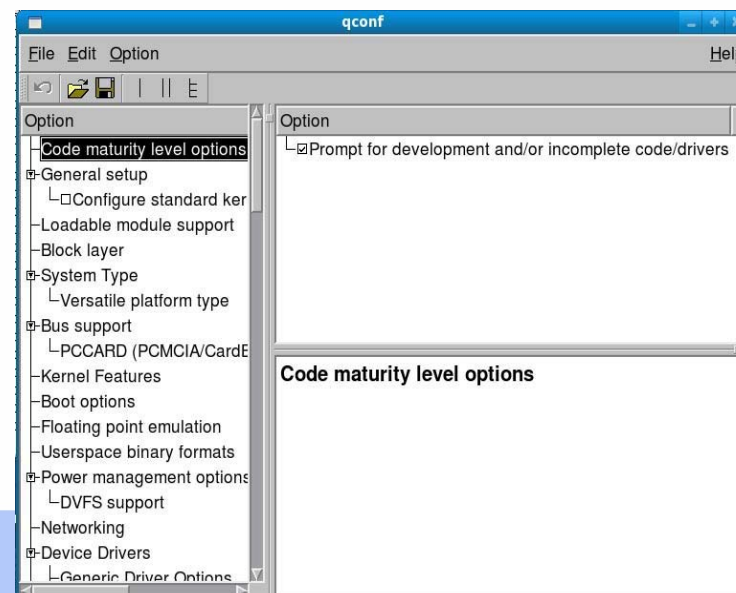 qconf
File Edit Option
Option
Code maturity level options
General setup
Configure standard ker
Loadable module support
Block layer
System Type
Versatile platform type
Bus support
PCCARD (PCMCIA/CardB
Kernel Features
Boot options
Floating point emulation
Userspace binary formats
Power management options
DVFS support
Networking
Device Drivers
Generic Driver Options
Option
Prompt for development and/or incomplete code/drivers
Code maturity level options